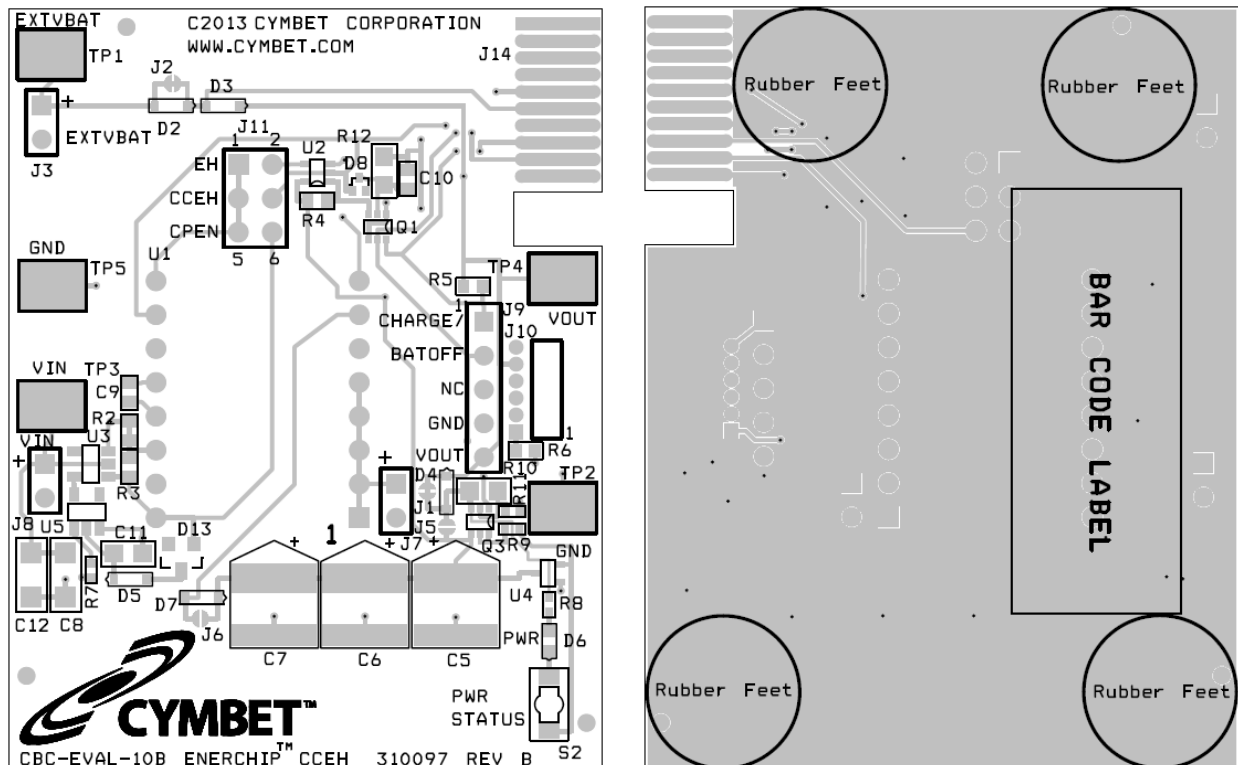 EXTVBAT
C2013 CYMBET CORPORATION
WWW.CYMBET.COM
TP1
J14
J2
D3
D2
+
EXTVBAT
J3
J11
1 2
U2
R12
EH
D8
C10
CCEH
R4
CPEN
Q1
5 6
GND
TP5
U1
R5
TP4
VOUT
1
J9
CHARGE/
J10
BATOFF
NC
GND
VOUT
1
R6
VIN
TP3
C9
R2
VIN
+
U3
R3
J8
U5
C11
D13
R7
D5
C12 C8
+
D4
R10
R11
TP2
J1
J5
J7
Q3
R9
GND
1
+
+
+
U4
R8
D7
J6
C7
C6
C5
PWR
D6
PWR
STATUS
S2
CYMBET™
CBC-EVAL-10B ENERCHIP™ CCEH 310097 REV B
Rubber Feet
Rubber Feet
BAR CODE LABEL
Rubber Feet
Rubber Feet